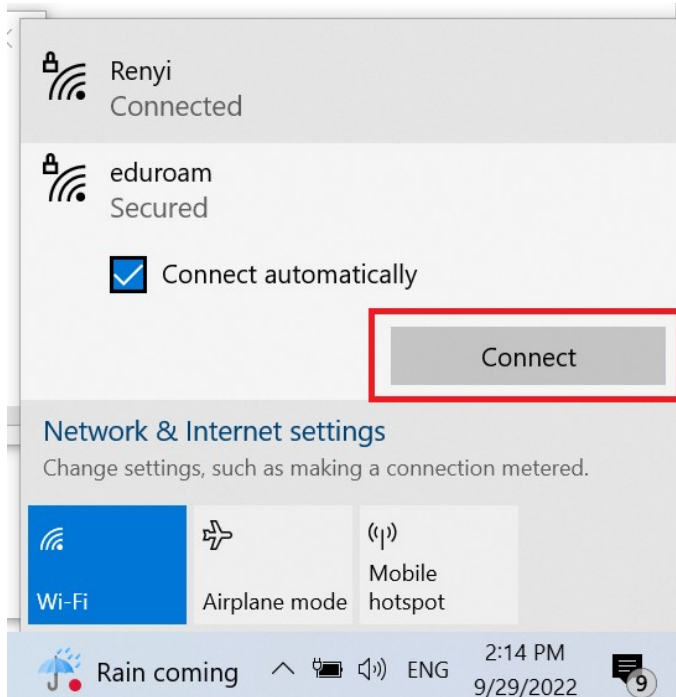 Renyi
Connected
eduroam
Secured
Connect automatically
Connect
Network & Internet settings
Change settings, such as making a connection metered.
Wi-Fi
Airplane mode
Mobile
hotspot
Rain coming
ENG
2:14 PM
9/29/2022
9